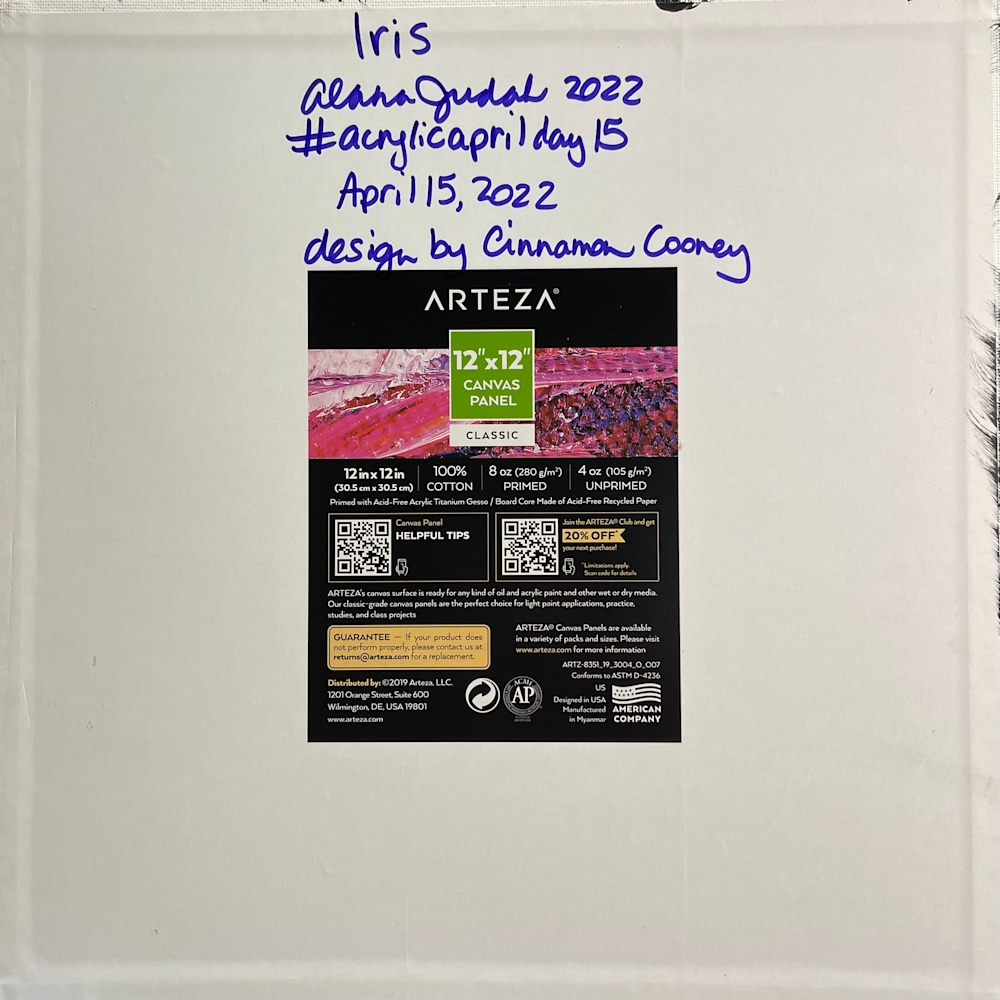 Iris
Alana Judah 2022
#acrylicaprilday15
April 15, 2022
design by Cinnamon Cooney
ARTEZA®
12"x12"
CANVAS
PANEL
CLASSIC
12 in x 12 in
(30.5 cm x 30.5 cm)
100%
COTTON
8 oz (280 g/m²)
PRIMED
4 oz (105 g/m²)
UNPRIMED
Primed with Acid-Free Acrylic Titanium Gesso / Board Core Made of Acid-Free Recycled Paper
Canvas Panel
HELPFUL TIPS
Join the ARTEZA® Club and get
20% OFF*
your next purchase!
*Limitations apply.
Scan code for details
ARTEZA's canvas surface is ready for any kind of oil and acrylic paint and other wet or dry media.
Our classic-grade canvas panels are the perfect choice for light paint applications, practice,
studies, and class projects
GUARANTEE — If your product does
not perform properly, please contact us at
returns@arteza.com for a replacement.
ARTEZA® Canvas Panels are available
in a variety of packs and sizes. Please visit
www.arteza.com for more information
ARTZ-8351_19_3004_O_007
Conforms to ASTM D-4236
Distributed by: ©2019 Arteza, LLC.
1201 Orange Street, Suite 600
Wilmington, DE, USA 19801
www.arteza.com
ACMI
AP
US
Designed in USA
Manufactured
in Myanmar
AMERICAN
COMPANY